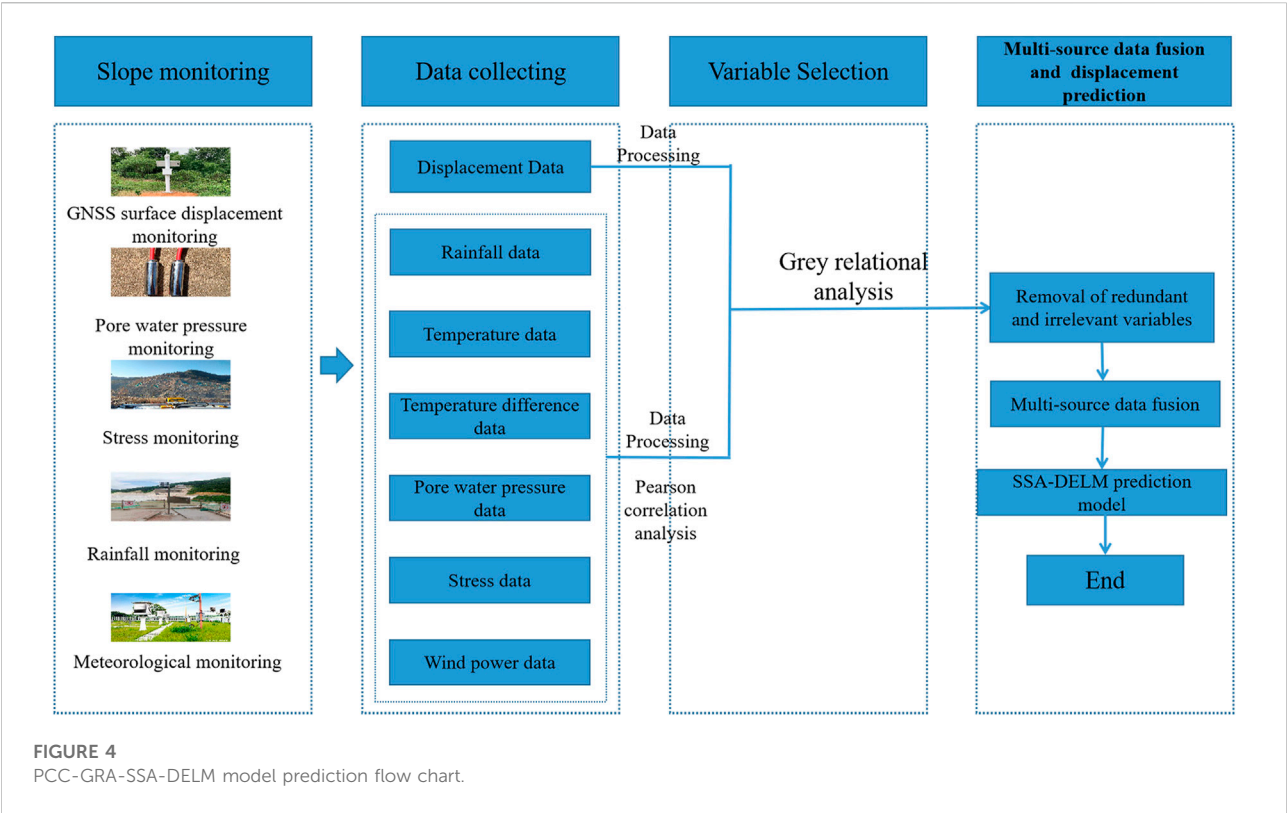 Slope monitoring
Data collecting
Variable Selection
Multi-source data fusion
and displacement
prediction
GNSS surface displacement
monitoring
Pore water pressure
monitoring
Stress monitoring
Rainfall monitoring
Meteorological monitoring
Displacement Data
Rainfall data
Temperature data
Temperature difference
data
Pore water pressure
data
Stress data
Wind power data
Data
Processing
Data
Processing
Pearson
correlation
analysis
Grey relational
analysis
Removal of redundant
and irrelevant variables
Multi-source data fusion
SSA-DELM prediction
model
End
FIGURE 4
PCC-GRA-SSA-DELM model prediction flow chart.